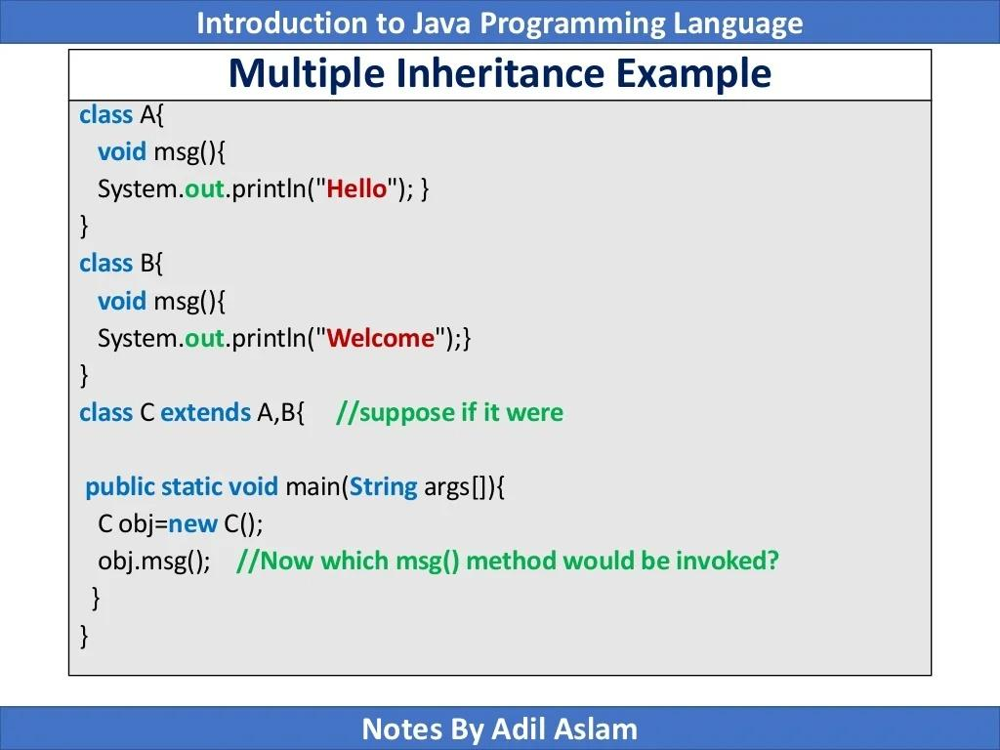 Introduction to Java Programming Language
Multiple Inheritance Example
class A{
void msg(){
System.out.println("Hello"); }
}
class B{
void msg(){
System.out.println("Welcome");}
}
class C extends A,B{ //suppose if it were
public static void main(String args[]){
C obj=new C();
obj.msg(); //Now which msg() method would be invoked?
}
}
Notes By Adil Aslam